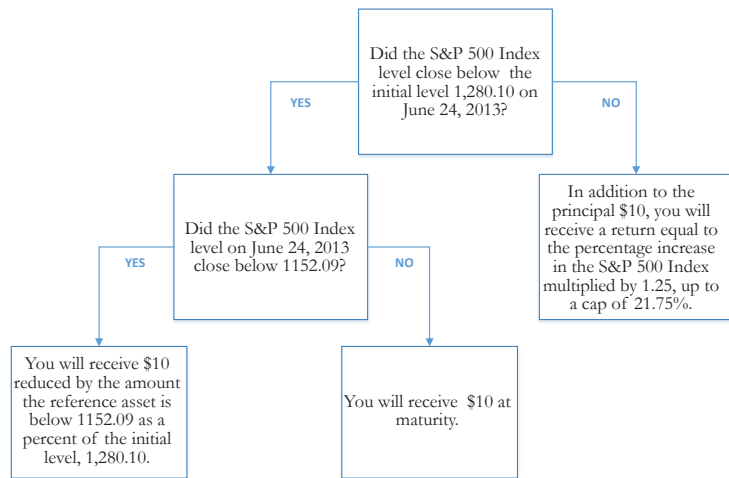 Did the S&P 500 Index
level close below the
initial level 1,280.10 on
June 24, 2013?
YES
NO
Did the S&P 500 Index
level on June 24, 2013
close below 1152.09?
In addition to the
principal $10, you will
receive a return equal to
the percentage increase
in the S&P 500 Index
multiplied by 1.25, up to
a cap of 21.75%.
YES
NO
You will receive $10
reduced by the amount
the reference asset is
below 1152.09 as a
percent of the initial
level, 1,280.10.
You will receive $10 at
maturity.